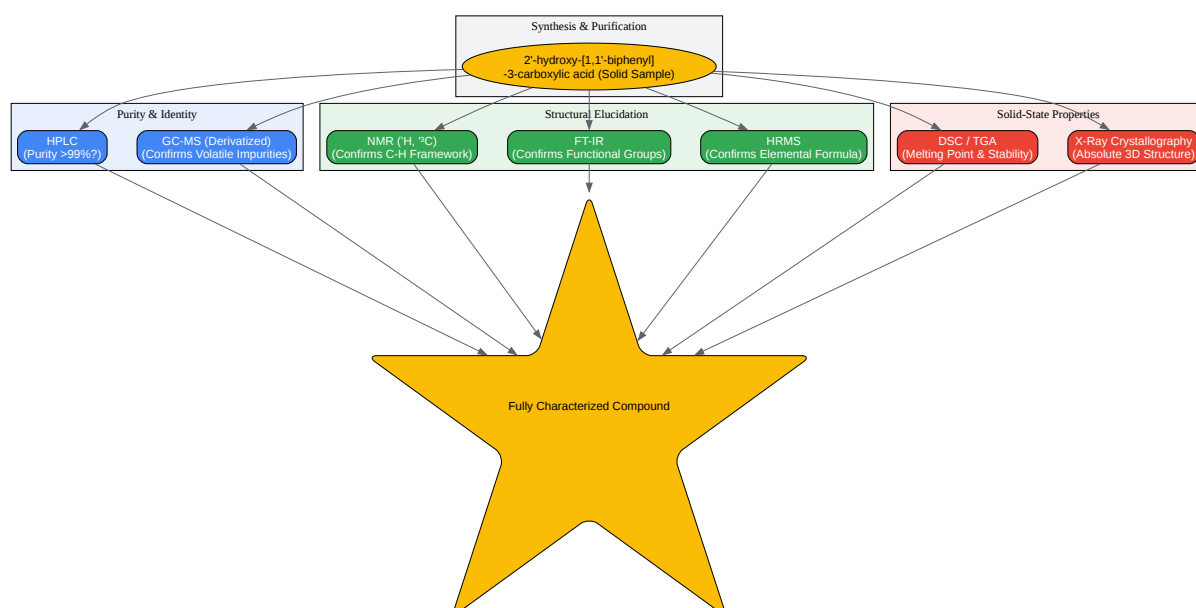 Synthesis & Purification
2'-hydroxy-[1,1'-biphenyl]
-3-carboxylic acid (Solid Sample)
Purity & Identity
HPLC
(Purity >99%?)
GC-MS (Derivatized)
(Confirms Volatile Impurities)
Structural Elucidation
NMR (¹H, ¹³C)
(Confirms C-H Framework)
FT-IR
(Confirms Functional Groups)
HRMS
(Confirms Elemental Formula)
Solid-State Properties
DSC / TGA
(Melting Point & Stability)
X-Ray Crystallography
(Absolute 3D Structure)
Fully Characterized Compound